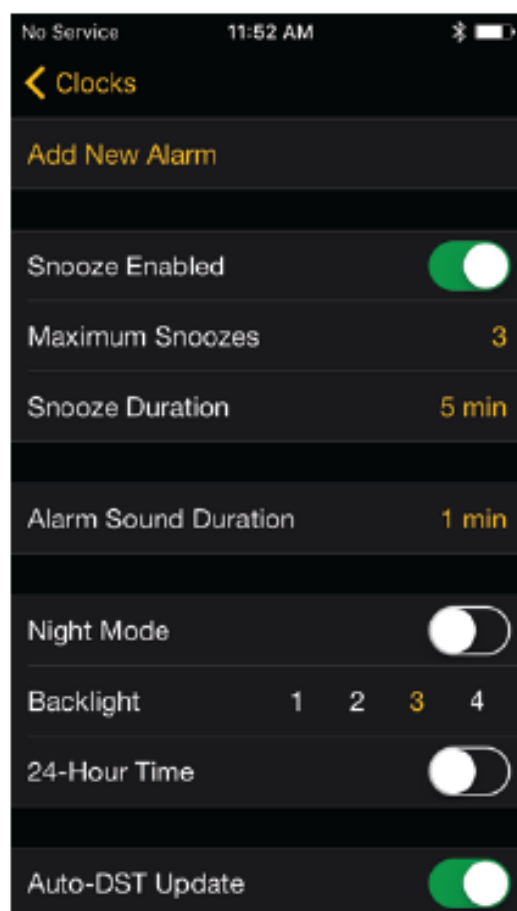 No Service 11:52 AM
Clocks
Add New Alarm
Snooze Enabled
Maximum Snoozes 3
Snooze Duration 5 min
Alarm Sound Duration 1 min
Night Mode
Backlight 1 2 3 4
24-Hour Time
Auto-DST Update